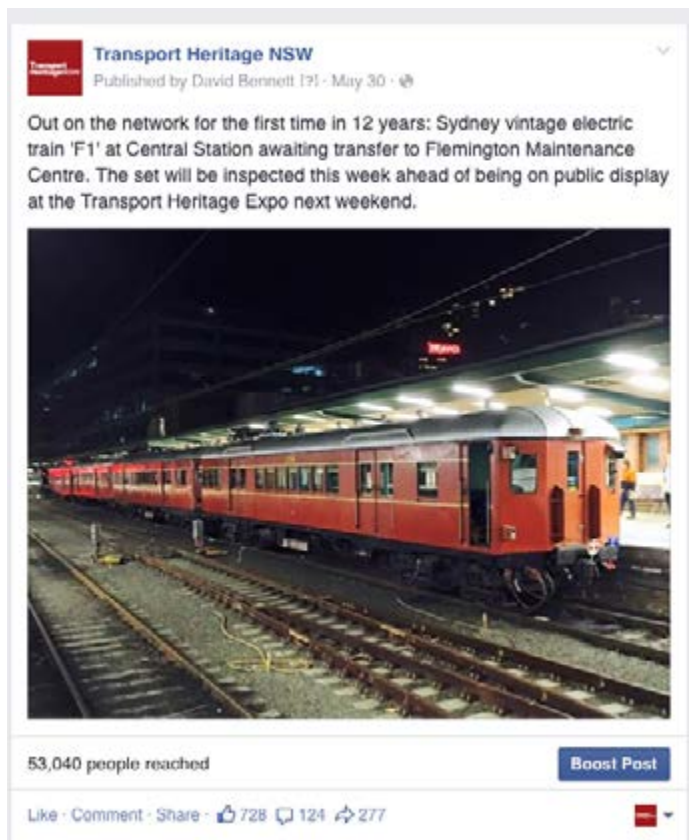 Transport Heritage NSW
Published by David Bennett [?] · May 30 ·
Out on the network for the first time in 12 years: Sydney vintage electric
train 'F1' at Central Station awaiting transfer to Flemington Maintenance
Centre. The set will be inspected this week ahead of being on public display
at the Transport Heritage Expo next weekend.
53,040 people reached
Boost Post
Like · Comment · Share · 728 124 277